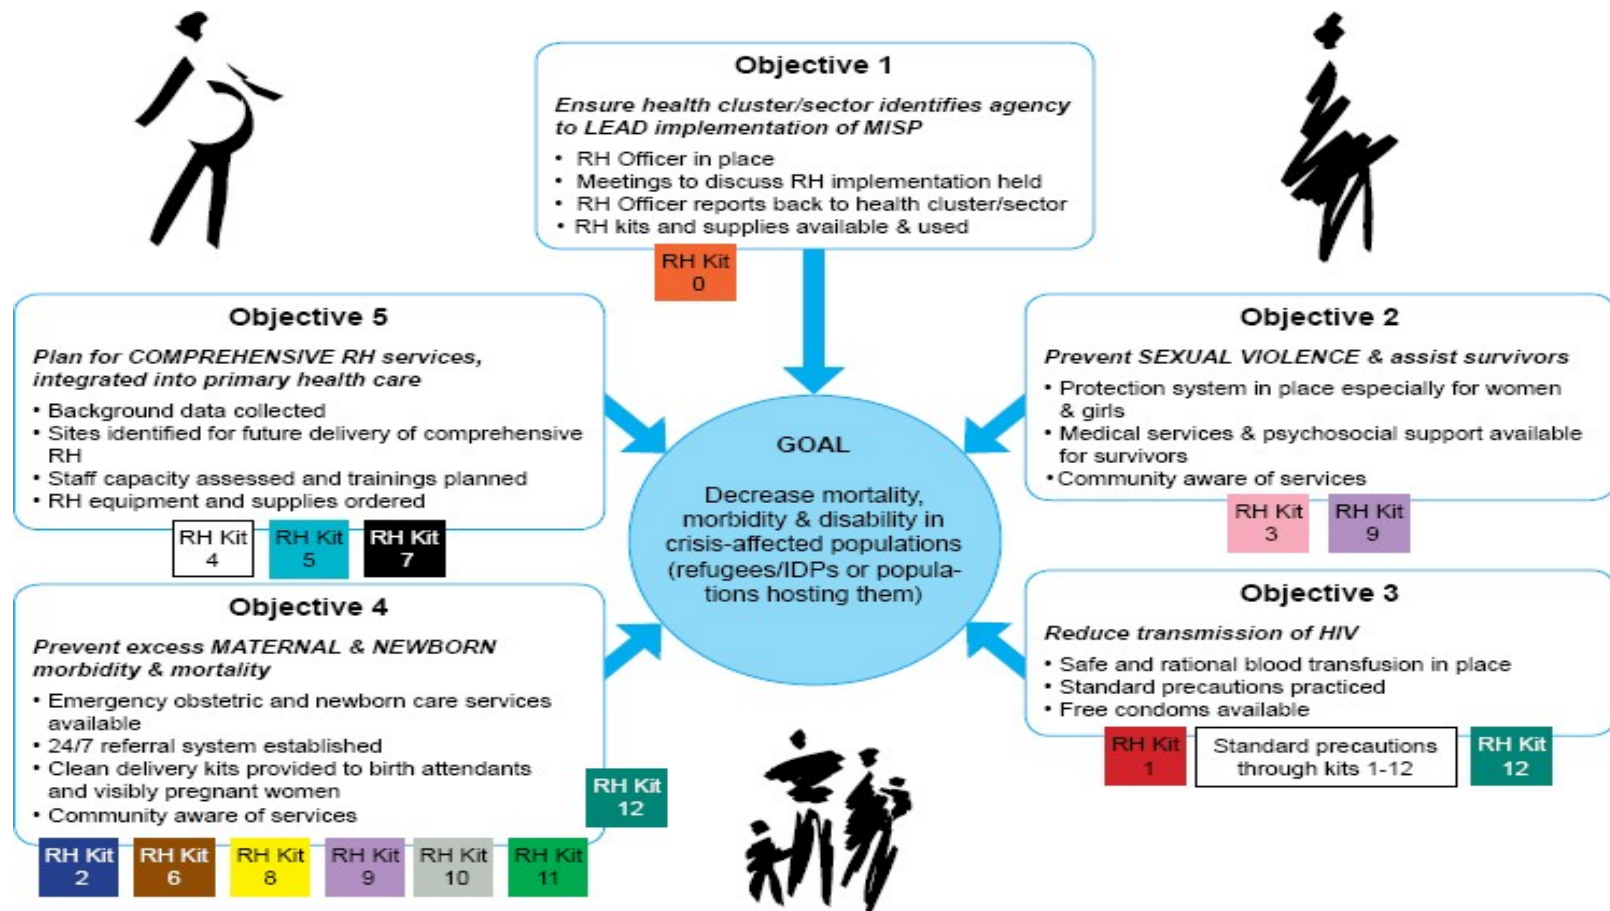 Objective 1
Ensure health cluster/sector identifies agency
to LEAD implementation of MISP
• RH Officer in place
• Meetings to discuss RH implementation held
• RH Officer reports back to health cluster/sector
• RH kits and supplies available & used
RH Kit
0
Objective 5
Plan for COMPREHENSIVE RH services,
integrated into primary health care
• Background data collected
• Sites identified for future delivery of comprehensive
RH
• Staff capacity assessed and trainings planned
• RH equipment and supplies ordered
RH Kit
4
RH Kit
5
RH Kit
7
Objective 2
Prevent SEXUAL VIOLENCE & assist survivors
• Protection system in place especially for women
& girls
• Medical services & psychosocial support available
for survivors
• Community aware of services
RH Kit
3
RH Kit
9
GOAL
Decrease mortality,
morbidity & disability in
crisis-affected populations
(refugees/IDPs or popula-
tions hosting them)
Objective 4
Prevent excess MATERNAL & NEWBORN
morbidity & mortality
• Emergency obstetric and newborn care services
available
• 24/7 referral system established
• Clean delivery kits provided to birth attendants
and visibly pregnant women
• Community aware of services
RH Kit
12
RH Kit
2
RH Kit
6
RH Kit
8
RH Kit
9
RH Kit
10
RH Kit
11
Objective 3
Reduce transmission of HIV
• Safe and rational blood transfusion in place
• Standard precautions practiced
• Free condoms available
RH Kit
1
Standard precautions
through kits 1-12
RH Kit
12